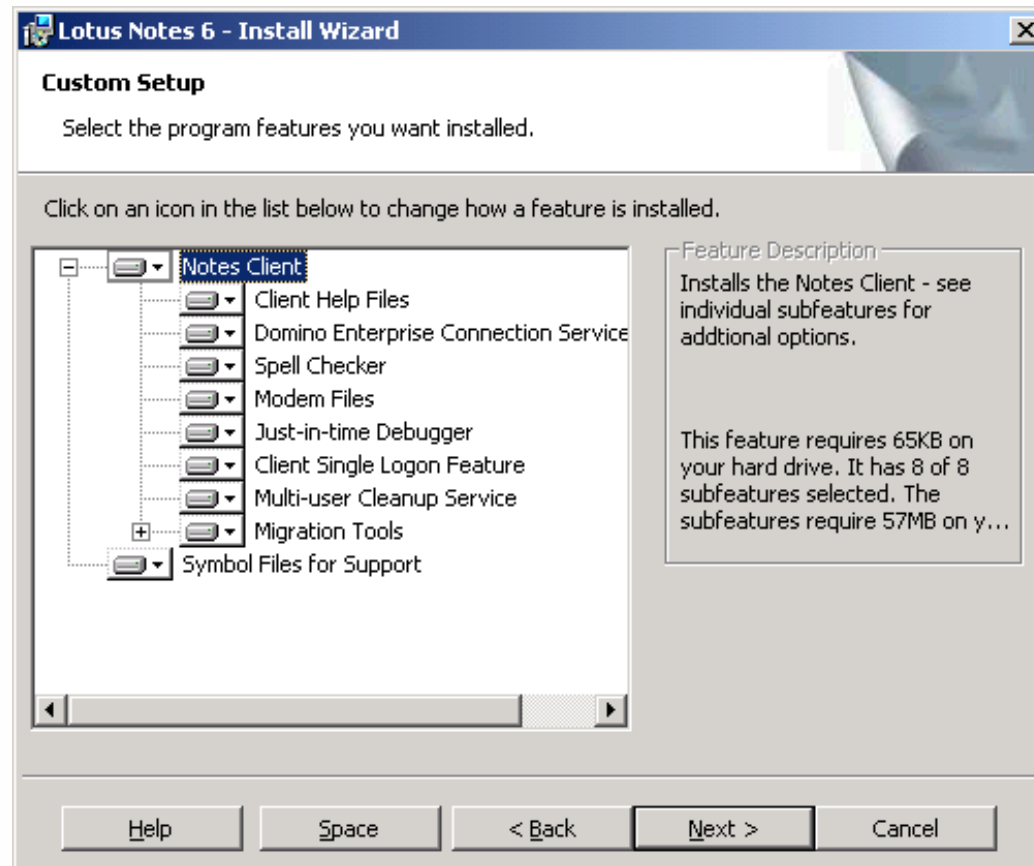 Lotus Notes 6 - Install Wizard
Custom Setup
Select the program features you want installed.
Click on an icon in the list below to change how a feature is installed.
Notes Client
Client Help Files
Domino Enterprise Connection Service
Spell Checker
Modem Files
Just-in-time Debugger
Client Single Logon Feature
Multi-user Cleanup Service
Migration Tools
Symbol Files for Support
Feature Description
Installs the Notes Client - see
individual subfeatures for
addtional options.
This feature requires 65KB on
your hard drive. It has 8 of 8
subfeatures selected. The
subfeatures require 57MB on y...
Help
Space
< Back
Next >
Cancel